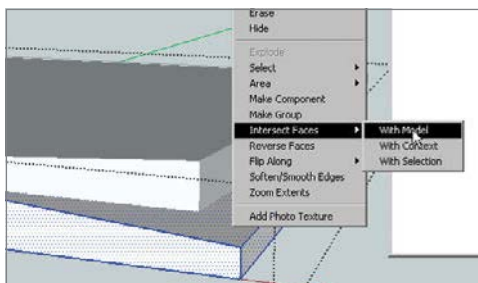 Erase
Hide
Explode
Select
Area
Make Component
Make Group
Intersect Faces
With Model
Reverse Faces
With Context
Flip Along
With Selection
Soften/Smooth Edges
Zoom Extents
Add Photo Texture